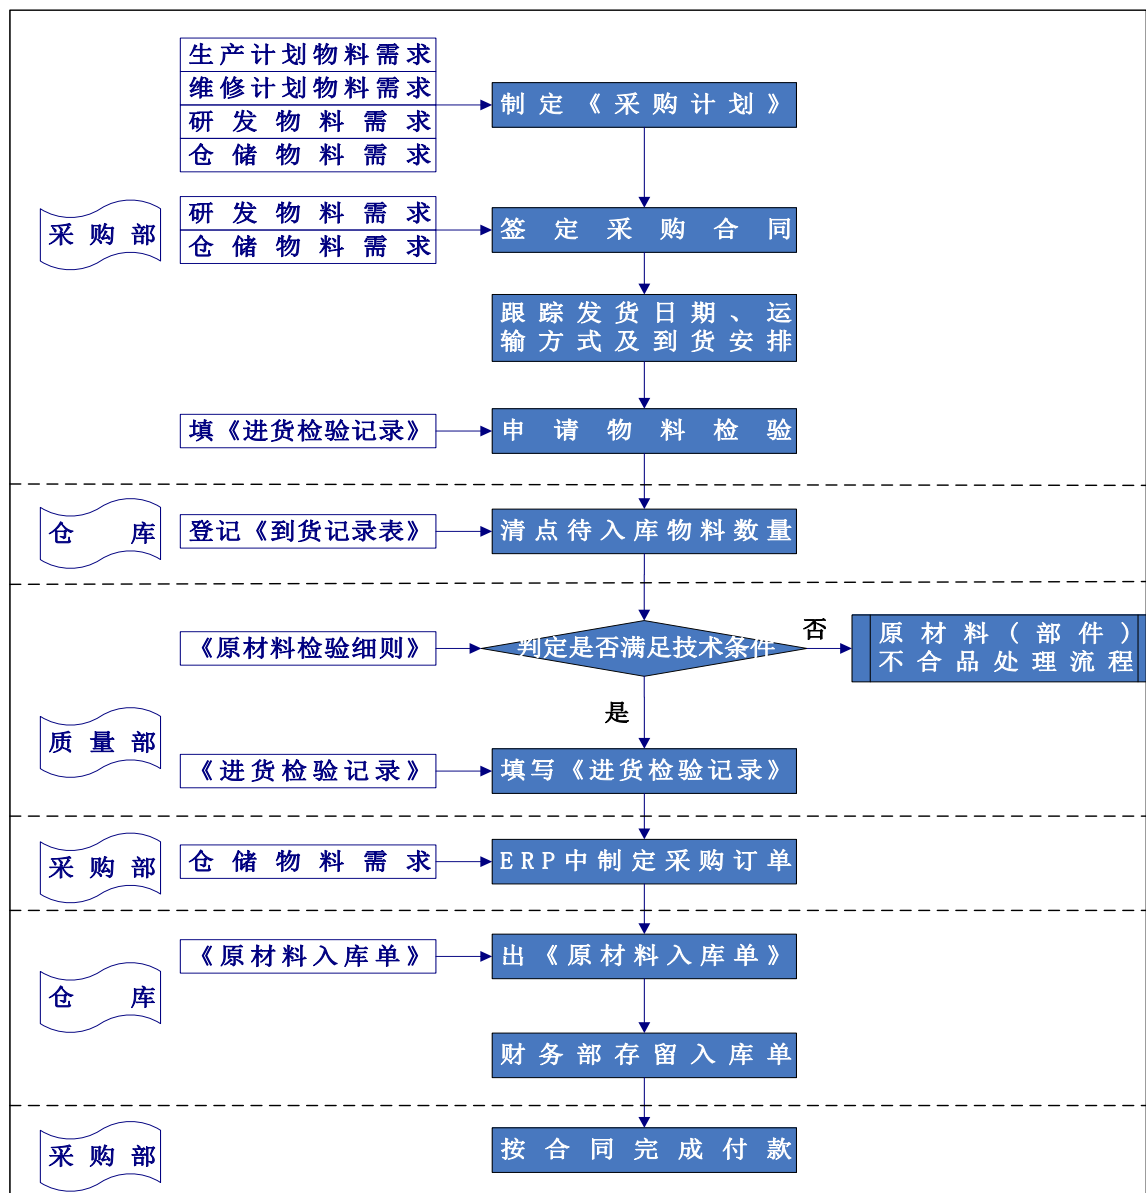 生产计划物料需求
维修计划物料需求
研发物料需求
仓储物料需求
制定《采购计划》
采购部
研发物料需求
仓储物料需求
签定采购合同
跟踪发货日期、运
输方式及到货安排
填《进货检验记录》
申请物料检验
仓库
登记《到货记录表》
清点待入库物料数量
《原材料检验细则》
判定是否满足技术条件
否
原材料(部件)
不合品处理流程
是
质量部
《进货检验记录》
填写《进货检验记录》
采购部
仓储物料需求
ERP中制定采购订单
《原材料入库单》
出《原材料入库单》
仓库
财务部存留入库单
采购部
按合同完成付款